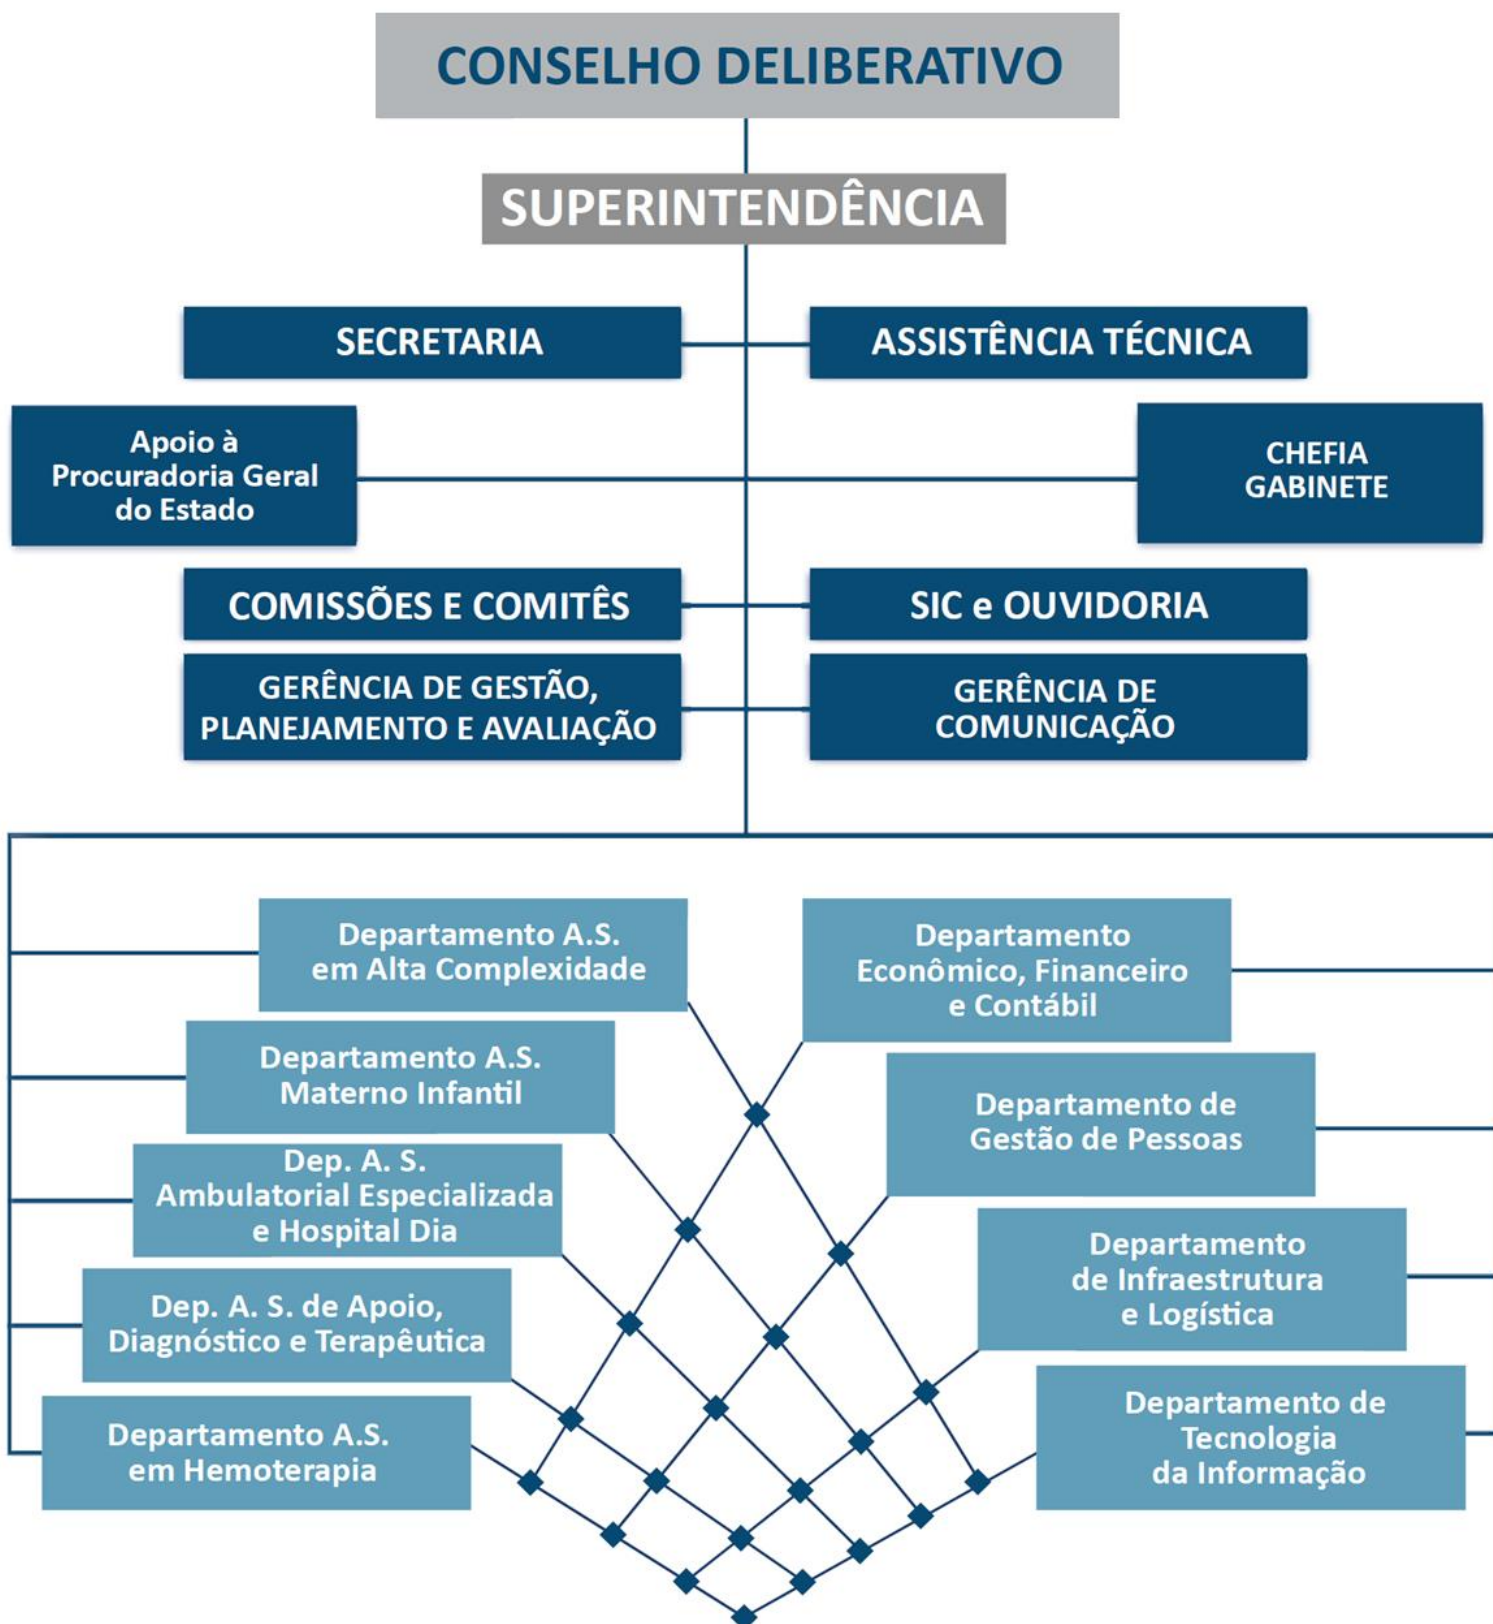 CONSELHO DELIBERATIVO
SUPERINTENDÊNCIA
SECRETARIA
ASSISTÊNCIA TÉCNICA
Apoio à
Procuradoria Geral
do Estado
CHEFIA
GABINETE
COMISSÕES E COMITÊS
SIC e OUVIDORIA
GERÊNCIA DE GESTÃO,
PLANEJAMENTO E AVALIAÇÃO
GERÊNCIA DE
COMUNICAÇÃO
Departamento A.S.
em Alta Complexidade
Departamento A.S.
Materno Infantil
Dep. A. S.
Ambulatorial Especializada
e Hospital Dia
Dep. A. S. de Apoio,
Diagnóstico e Terapêutica
Departamento A.S.
em Hemoterapia
Departamento
Econômico, Financeiro
e Contábil
Departamento de
Gestão de Pessoas
Departamento
de Infraestrutura
e Logística
Departamento de
Tecnologia
da Informação